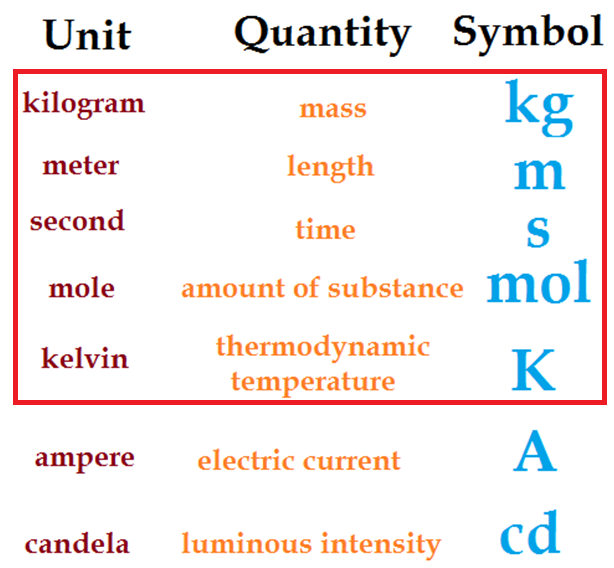 Unit Quantity Symbol
kilogram mass kg
meter length m
second time s
mole amount of substance mol
kelvin thermodynamic temperature K
ampere electric current A
candela luminous intensity cd